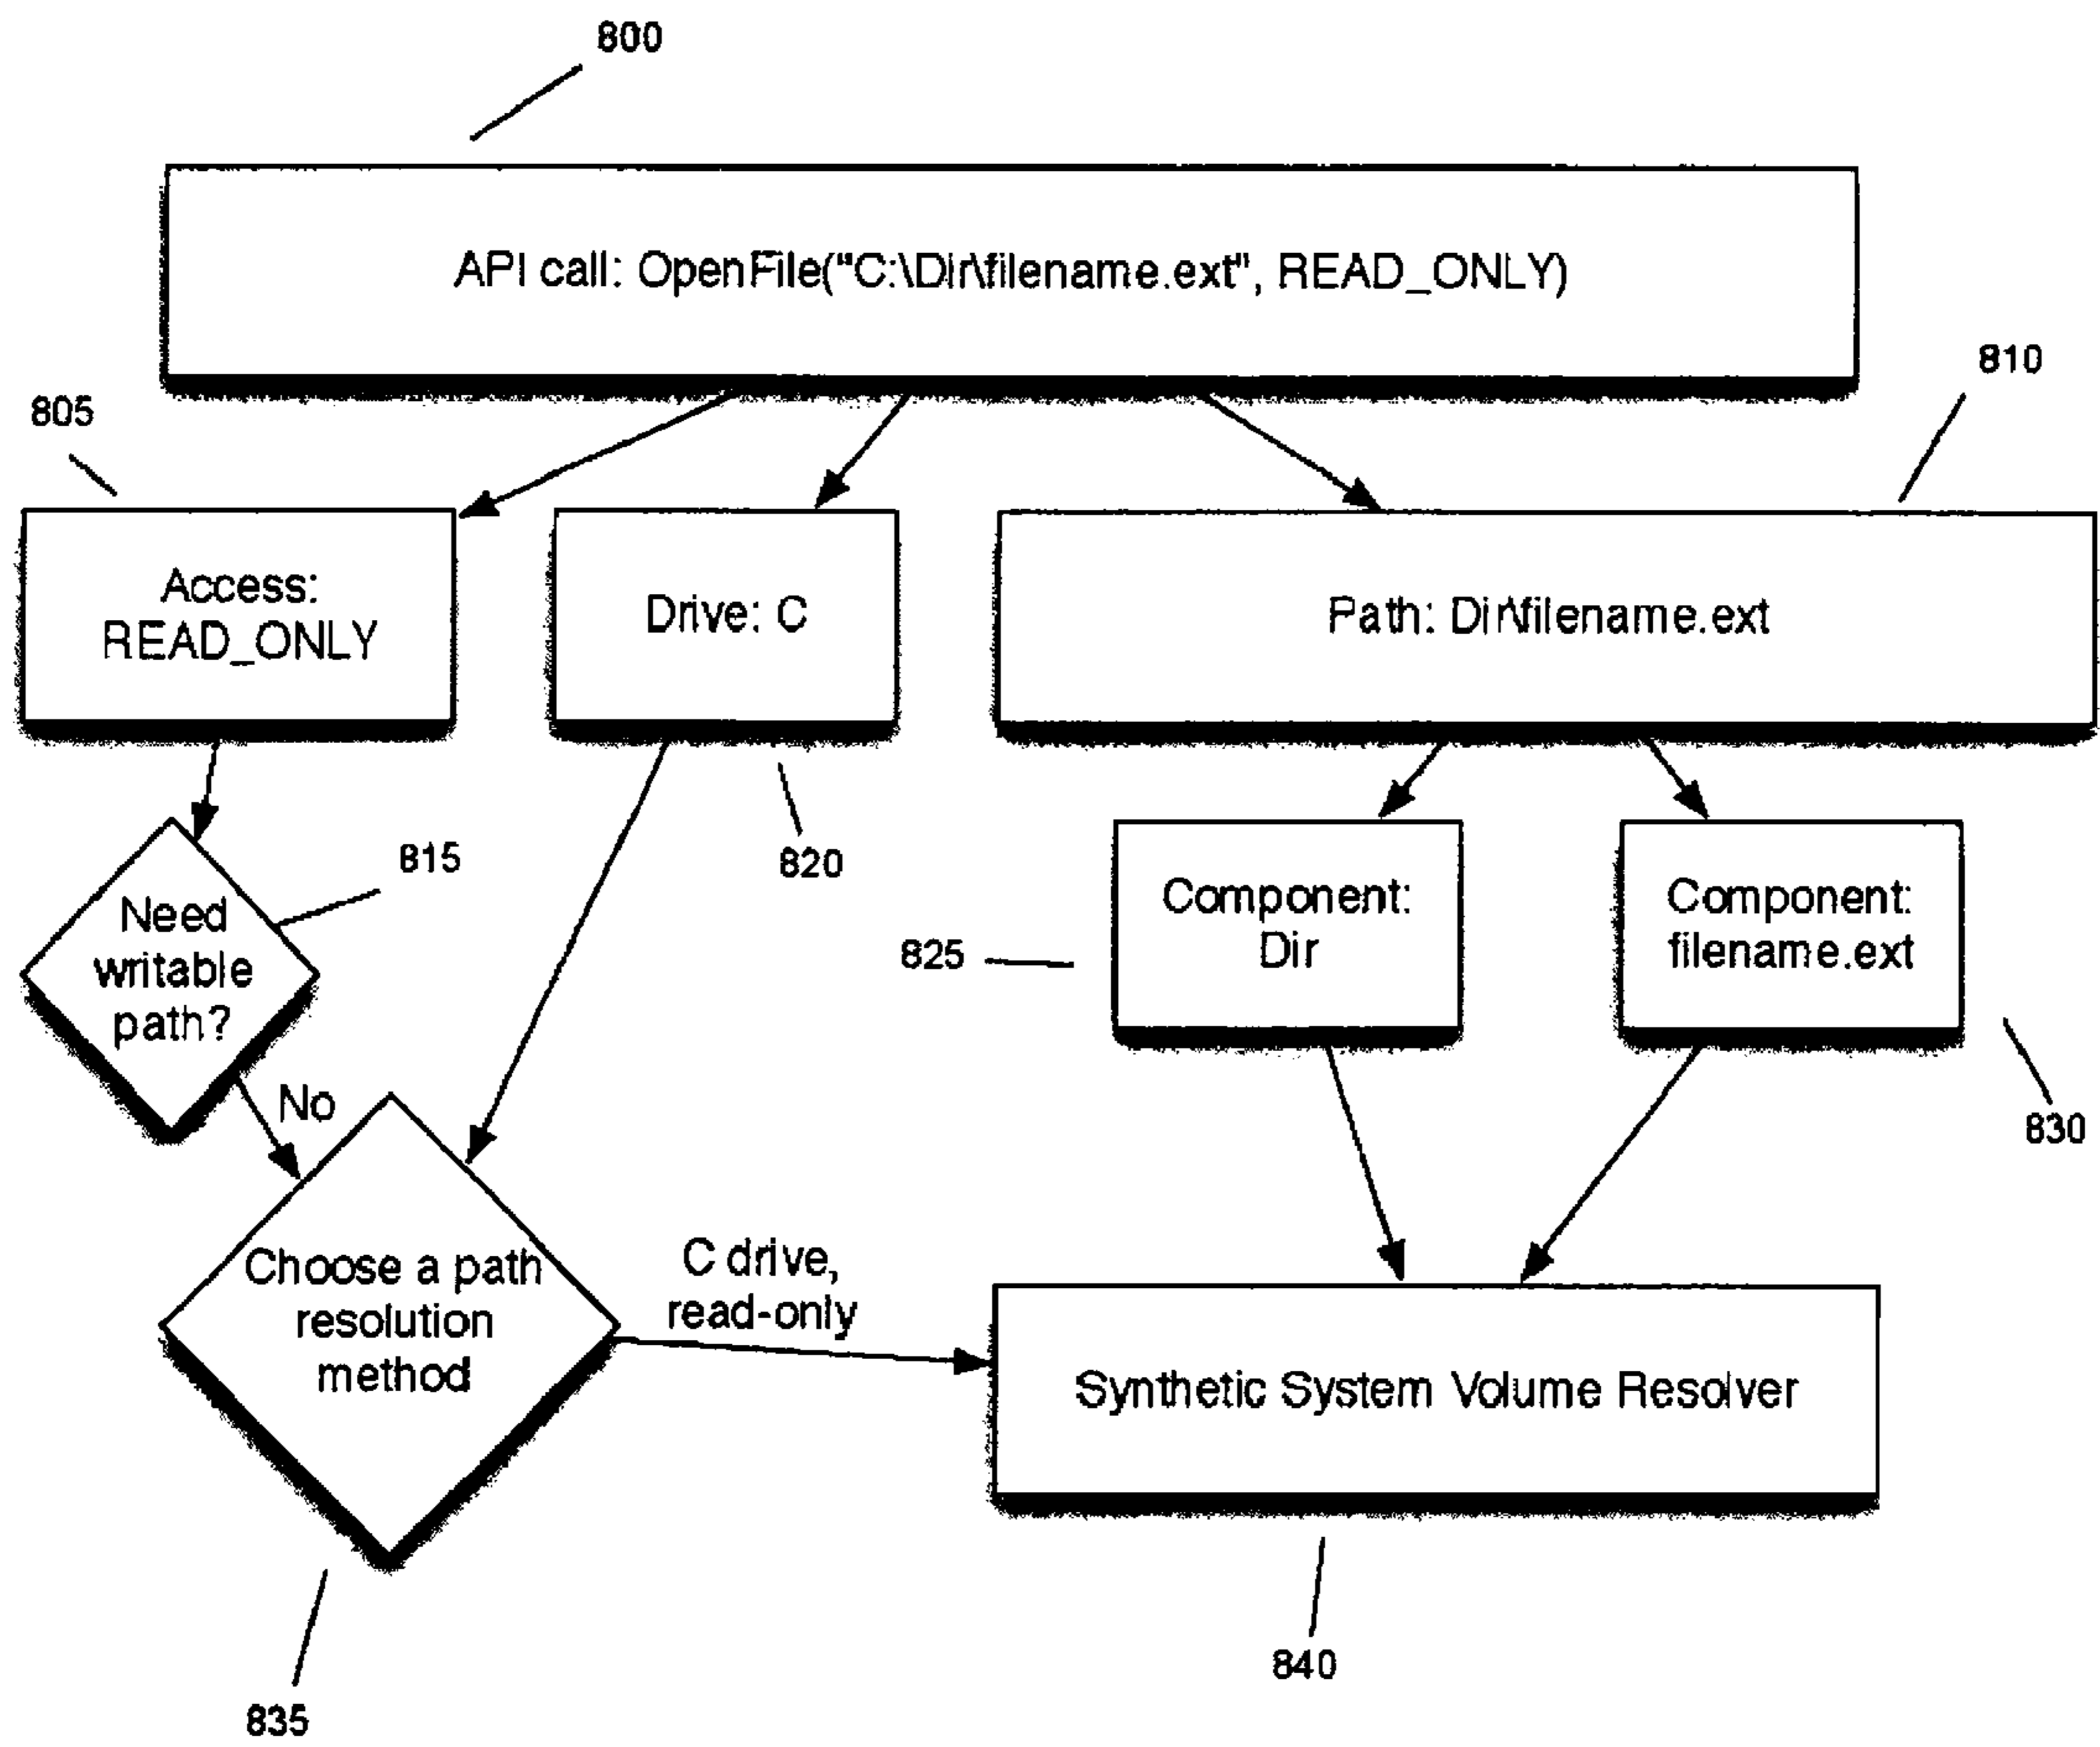 800
API call: OpenFile("C:\Dir\filename.ext", READ_ONLY)
810
805
Access:
READ_ONLY
Drive: C
Path: Dir\filename.ext
815
820
Need
writable
path?
Component:
Dir
825
Component:
filename.ext
830
No
Choose a path
resolution
method
C drive,
read-only
Synthetic System Volume Resolver
840
835